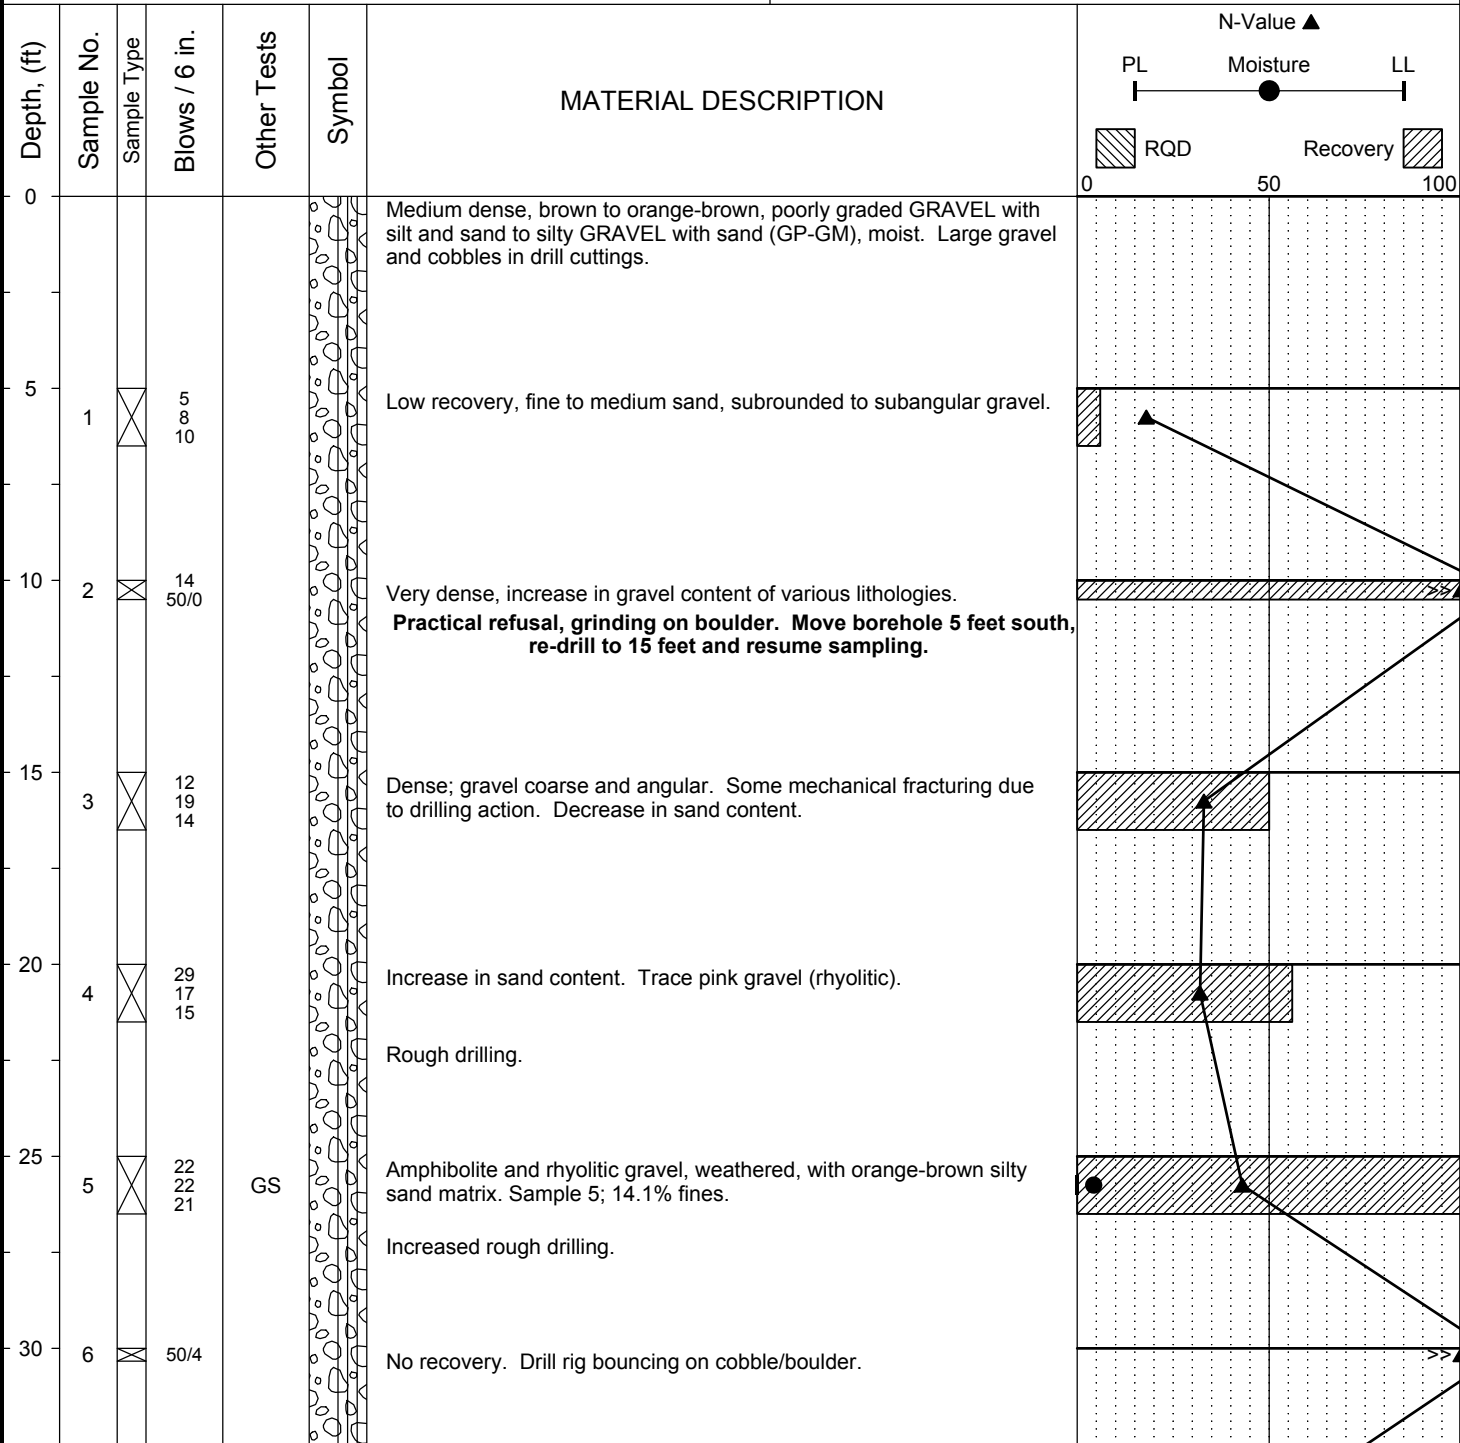 Depth, (ft)
Sample No.
Sample Type
Blows / 6 in.
Other Tests
Symbol
MATERIAL DESCRIPTION
N-Value ▲
PL Moisture LL
RQD Recovery
0 50 100
0
Medium dense, brown to orange-brown, poorly graded GRAVEL with
silt and sand to silty GRAVEL with sand (GP-GM), moist. Large gravel
and cobbles in drill cuttings.
5
1
5
8
10
Low recovery, fine to medium sand, subrounded to subangular gravel.
10
2
14
50/0
Very dense, increase in gravel content of various lithologies.
>>
Practical refusal, grinding on boulder. Move borehole 5 feet south,
re-drill to 15 feet and resume sampling.
15
3
12
19
14
Dense; gravel coarse and angular. Some mechanical fracturing due
to drilling action. Decrease in sand content.
20
4
29
17
15
Increase in sand content. Trace pink gravel (rhyolitic).
Rough drilling.
25
5
22
22
21
GS
Amphibolite and rhyolitic gravel, weathered, with orange-brown silty
sand matrix. Sample 5; 14.1% fines.
Increased rough drilling.
30
6
50/4
No recovery. Drill rig bouncing on cobble/boulder.
>>